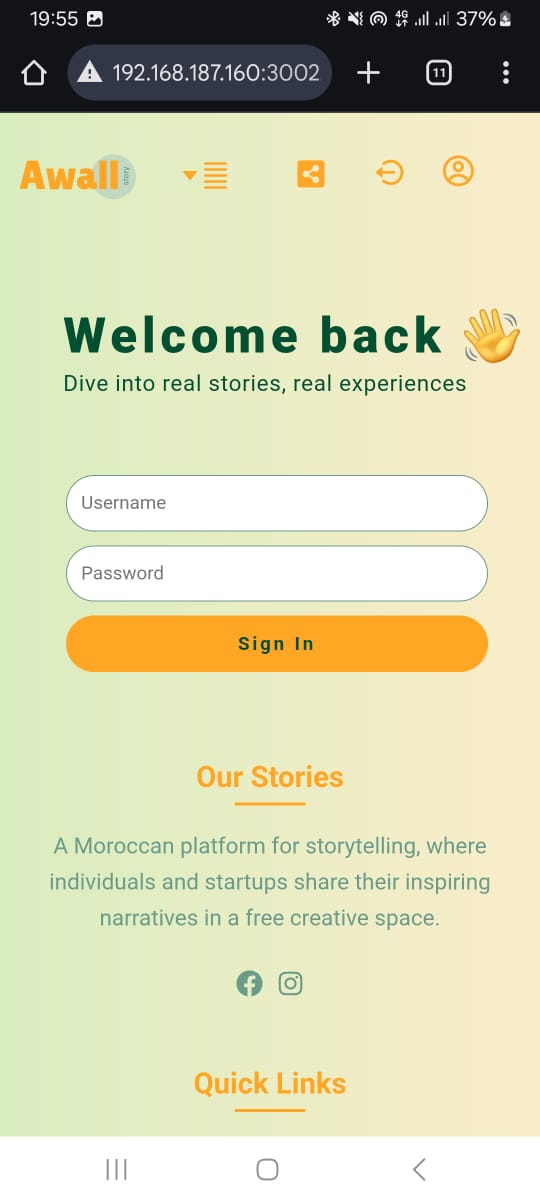 19:55
4G
37%
192.168.187.160:3002
11
Awall
story
Welcome back 👋
Dive into real stories, real experiences
Username
Password
Sign In
Our Stories
A Moroccan platform for storytelling, where
individuals and startups share their inspiring
narratives in a free creative space.
Quick Links